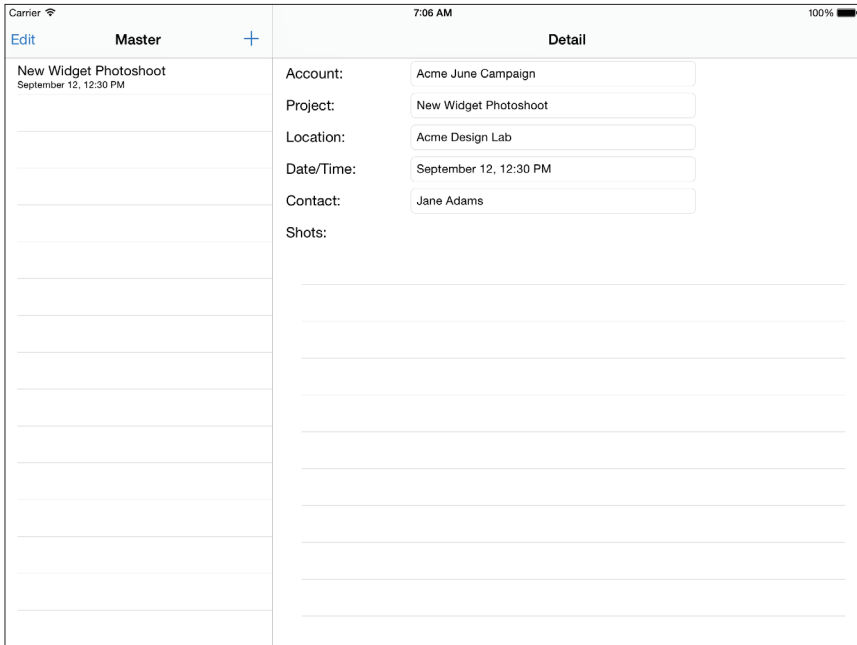 Carrier 7:06 AM 100%
Edit Master + Detail
New Widget Photoshoot
September 12, 12:30 PM
Account: Acme June Campaign
Project: New Widget Photoshoot
Location: Acme Design Lab
Date/Time: September 12, 12:30 PM
Contact: Jane Adams
Shots: